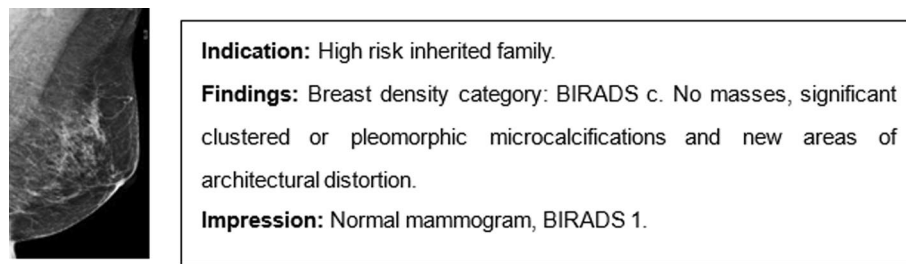 Indication: High risk inherited family.
Findings: Breast density category: BIRADS c. No masses, significant
clustered or pleomorphic microcalcifications and new areas of
architectural distortion.
Impression: Normal mammogram, BIRADS 1.